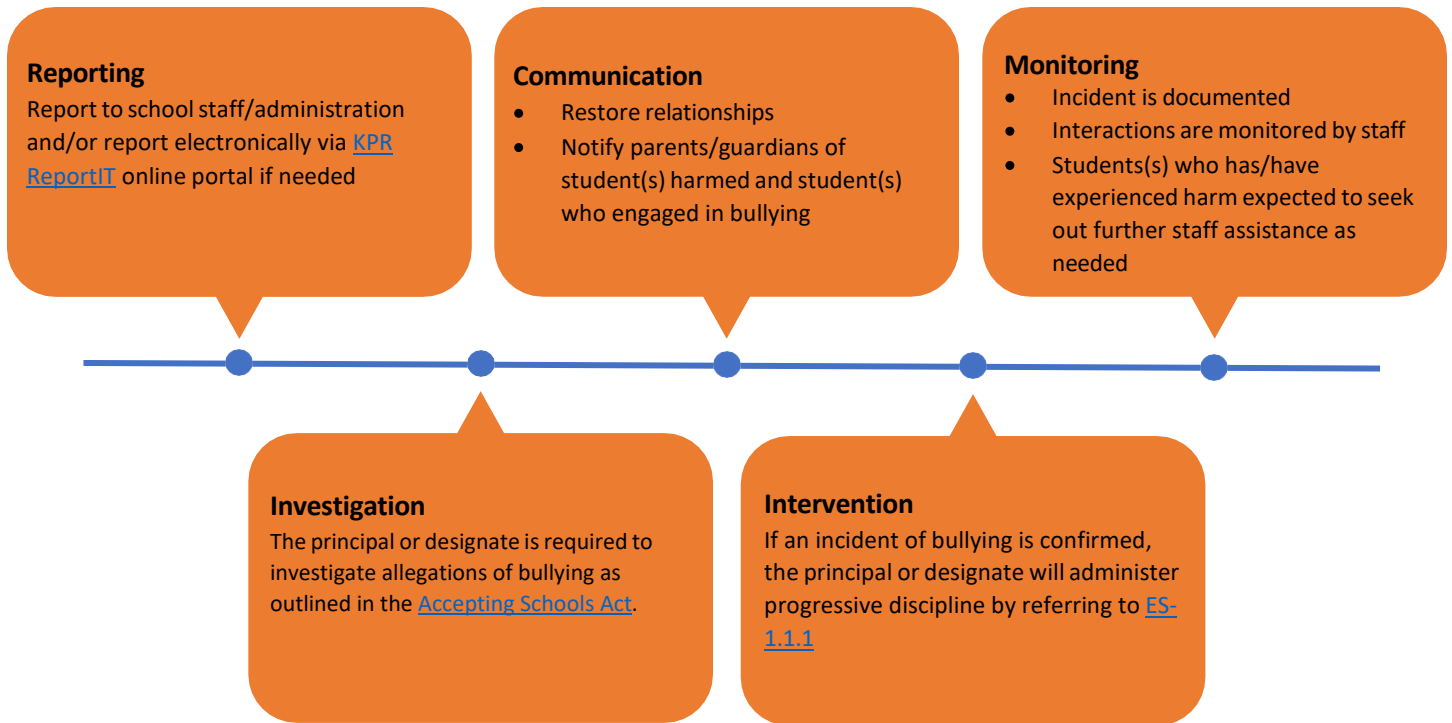 Reporting
Report to school staff/administration
and/or report electronically via KPR
ReportIT online portal if needed
Investigation
The principal or designate is required to
investigate allegations of bullying as
outlined in the Accepting Schools Act.
Communication
• Restore relationships
• Notify parents/guardians of
student(s) harmed and student(s)
who engaged in bullying
Intervention
If an incident of bullying is confirmed,
the principal or designate will administer
progressive discipline by referring to ES-
1.1.1
Monitoring
• Incident is documented
• Interactions are monitored by staff
• Students(s) who has/have
experienced harm expected to seek
out further staff assistance as
needed